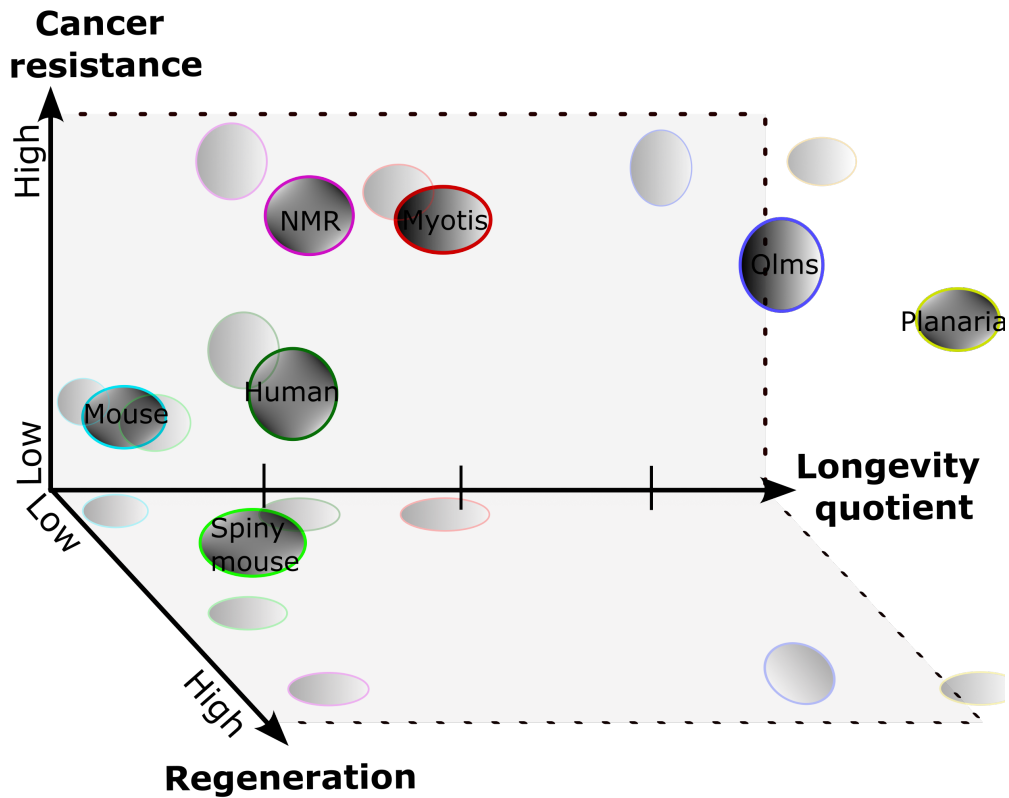 Cancer
resistance
High
NMR
Myotis
Olms
Planaria
Human
Mouse
Low
Longevity
quotient
Low
Spiny
mouse
High
Regeneration